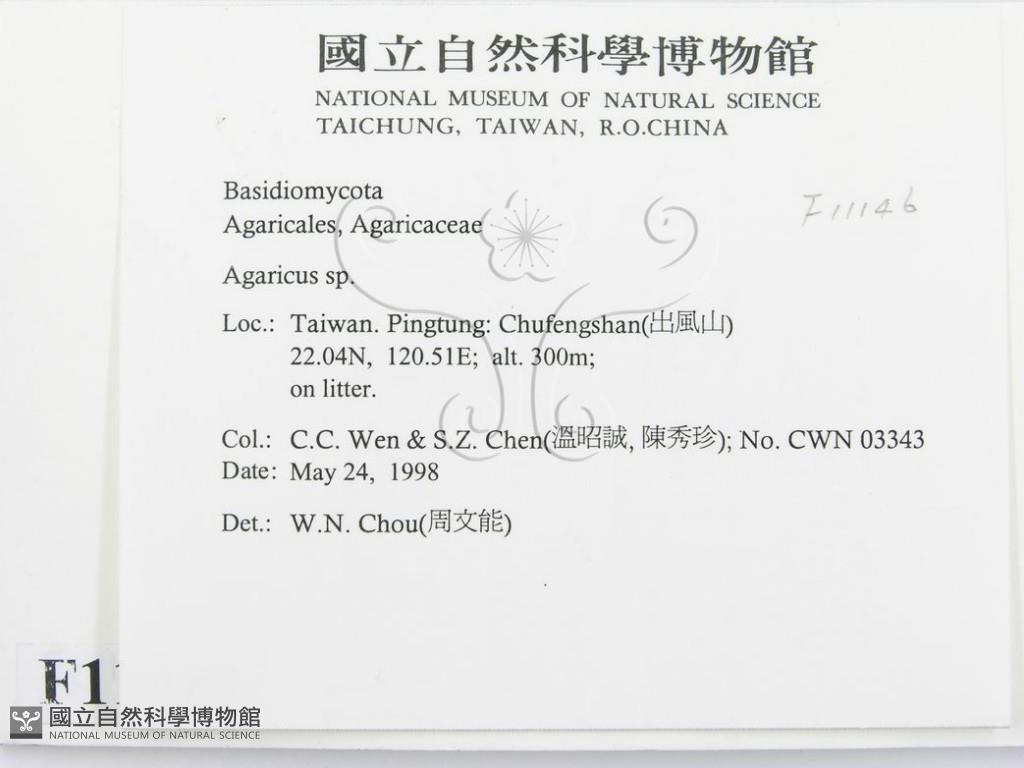 國立自然科學博物館
NATIONAL MUSEUM OF NATURAL SCIENCE
TAICHUNG, TAIWAN, R.O.CHINA
F11146
Basidiomycota
Agaricales, Agaricaceae
Agaricus sp.
Loc.: Taiwan. Pingtung: Chufengshan(出風山)
22.04N, 120.51E; alt. 300m;
on litter.
Col.: C.C. Wen & S.Z. Chen(溫昭誠, 陳秀珍); No. CWN 03343
Date: May 24, 1998
Det.: W.N. Chou(周文能)
F11
國立自然科學博物館
NATIONAL MUSEUM OF NATURAL SCIENCE